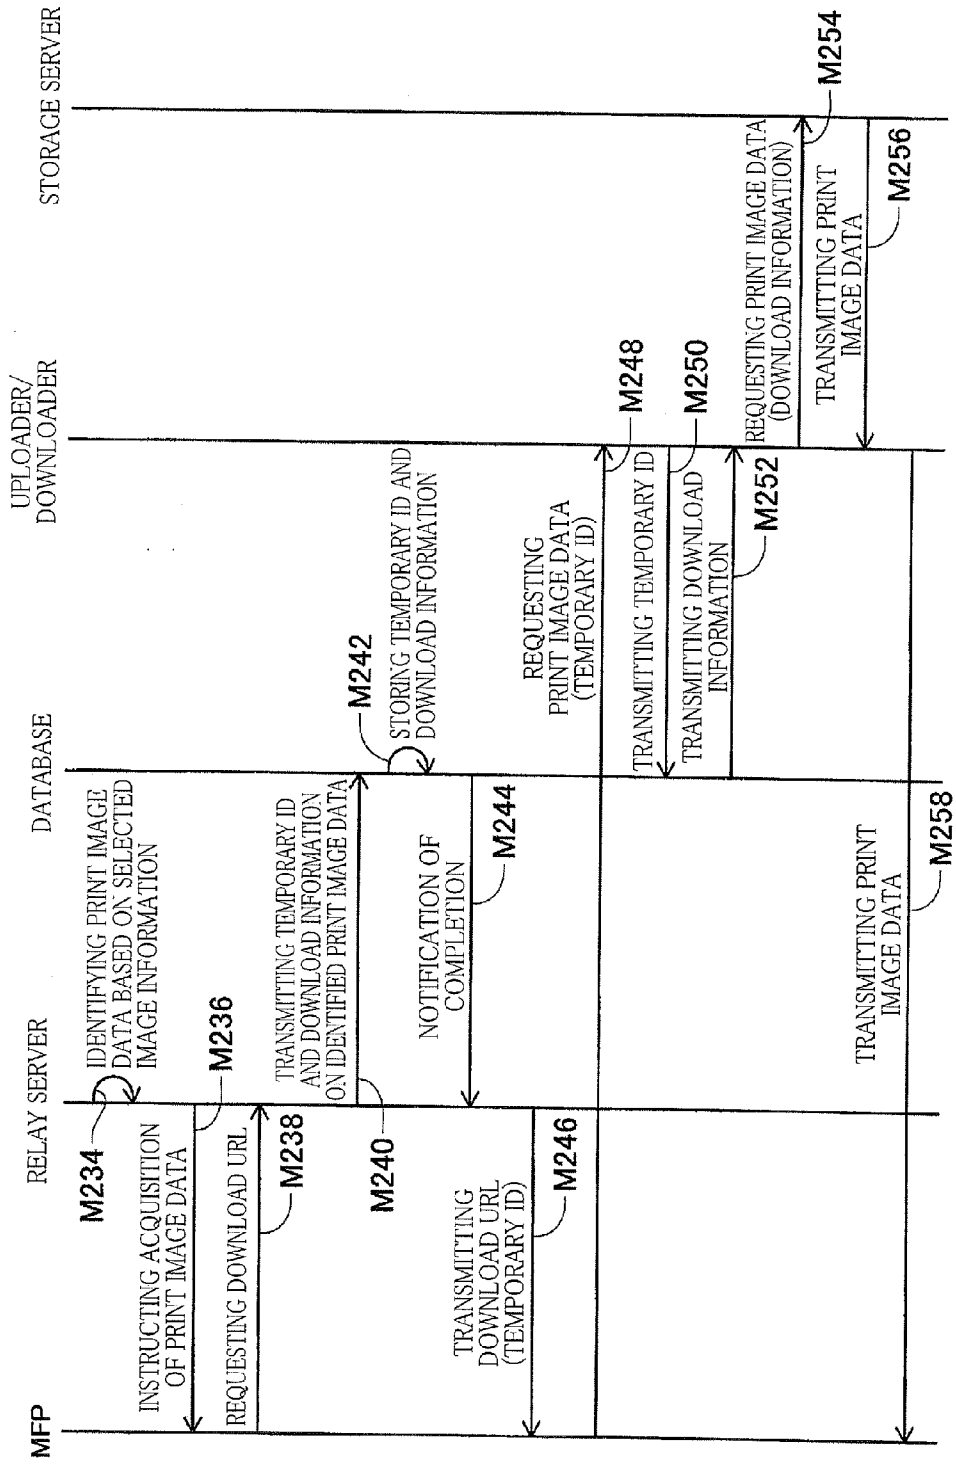 MFP
RELAY SERVER
DATABASE
UPLOADER/
DOWNLOADER
STORAGE SERVER
M234
IDENTIFYING PRINT IMAGE
DATA BASED ON SELECTED
IMAGE INFORMATION
INSTRUCTING ACQUISITION
OF PRINT IMAGE DATA
M236
REQUESTING DOWNLOAD URL
M238
TRANSMITTING TEMPORARY ID
AND DOWNLOAD INFORMATION
ON IDENTIFIED PRINT IMAGE DATA
M240
M242
STORING TEMPORARY ID AND
DOWNLOAD INFORMATION
NOTIFICATION OF
COMPLETION
M244
TRANSMITTING
DOWNLOAD URL
(TEMPORARY ID)
M246
REQUESTING
PRINT IMAGE DATA
(TEMPORARY ID)
M248
TRANSMITTING TEMPORARY ID
M250
TRANSMITTING DOWNLOAD
INFORMATION
M252
REQUESTING PRINT IMAGE DATA
(DOWNLOAD INFORMATION)
M254
TRANSMITTING PRINT
IMAGE DATA
M256
TRANSMITTING PRINT
IMAGE DATA
M258